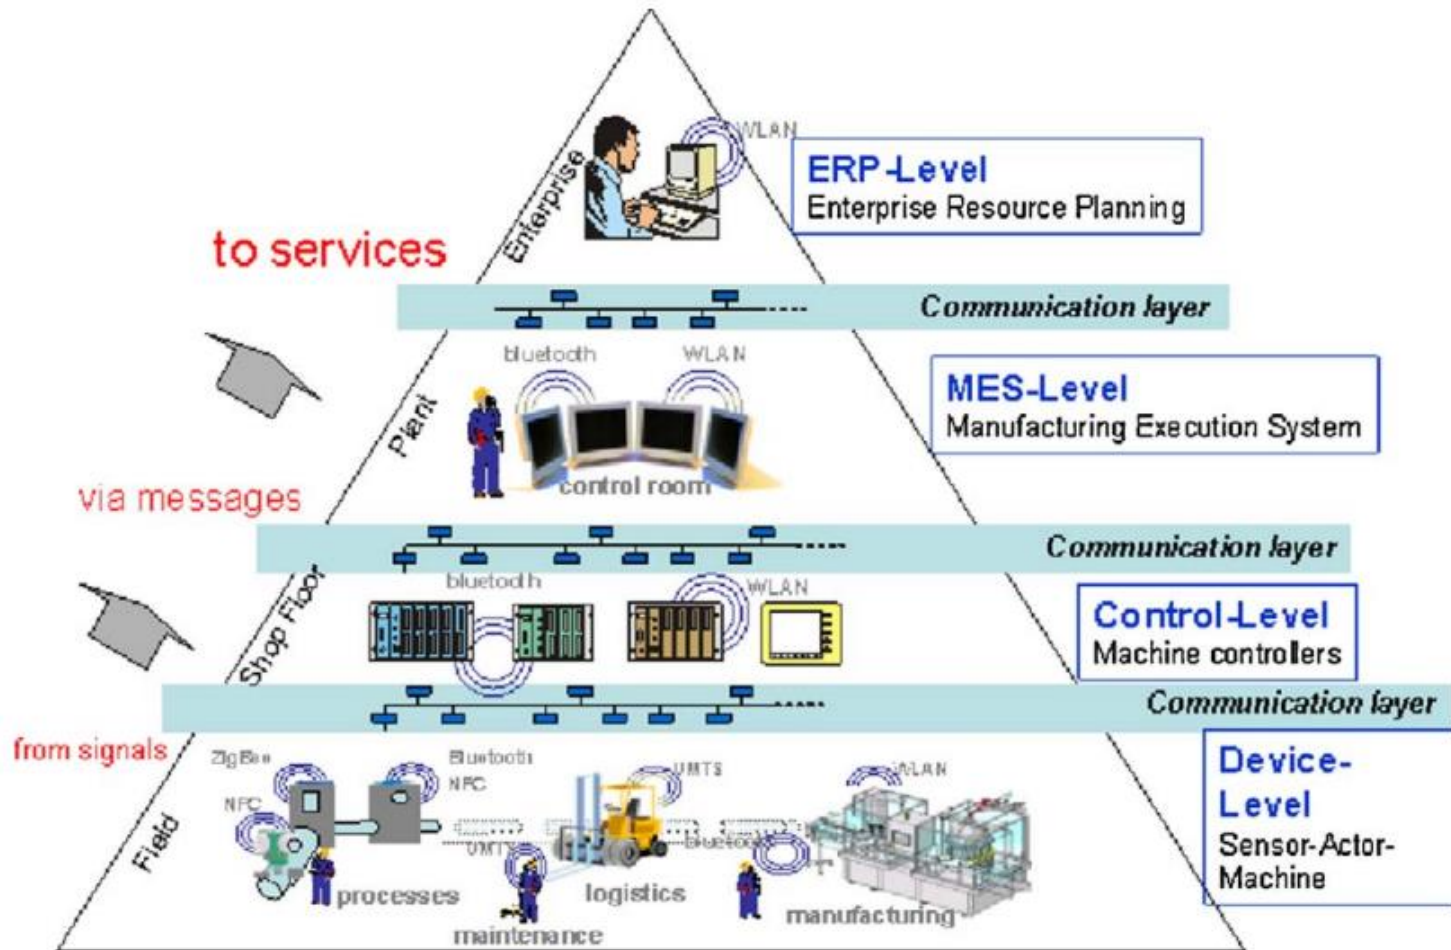 WLAN
ERP-Level
Enterprise Resource Planning
Enterprise
to services
Communication layer
bluetooth
WLAN
MES-Level
Manufacturing Execution System
Plant
control room
via messages
Communication layer
bluetooth
WLAN
Control-Level
Machine controllers
Shop Floor
Communication layer
from signals
ZigBee
Bluetooth
NFC
UMTS
WLAN
Device-
Level
Sensor-Actor-
Machine
NFC
UMTS
bluetooth
Field
processes
logistics
manufacturing
maintenance